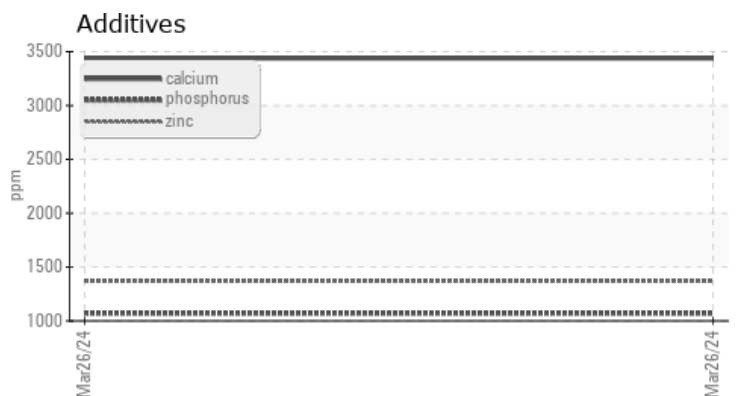 Additives
3500
3000
2500
2000
1500
1000
ppm
calcium
phosphorus
zinc
Mar26/24
Mar26/24